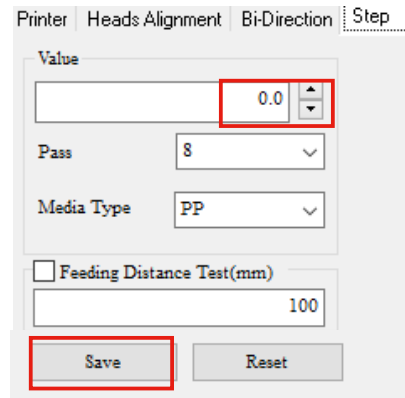 Printer Heads Alignment Bi-Direction Step
Value
0.0
Pass 8
Media Type PP
Feeding Distance Test(mm)
100
Save Reset